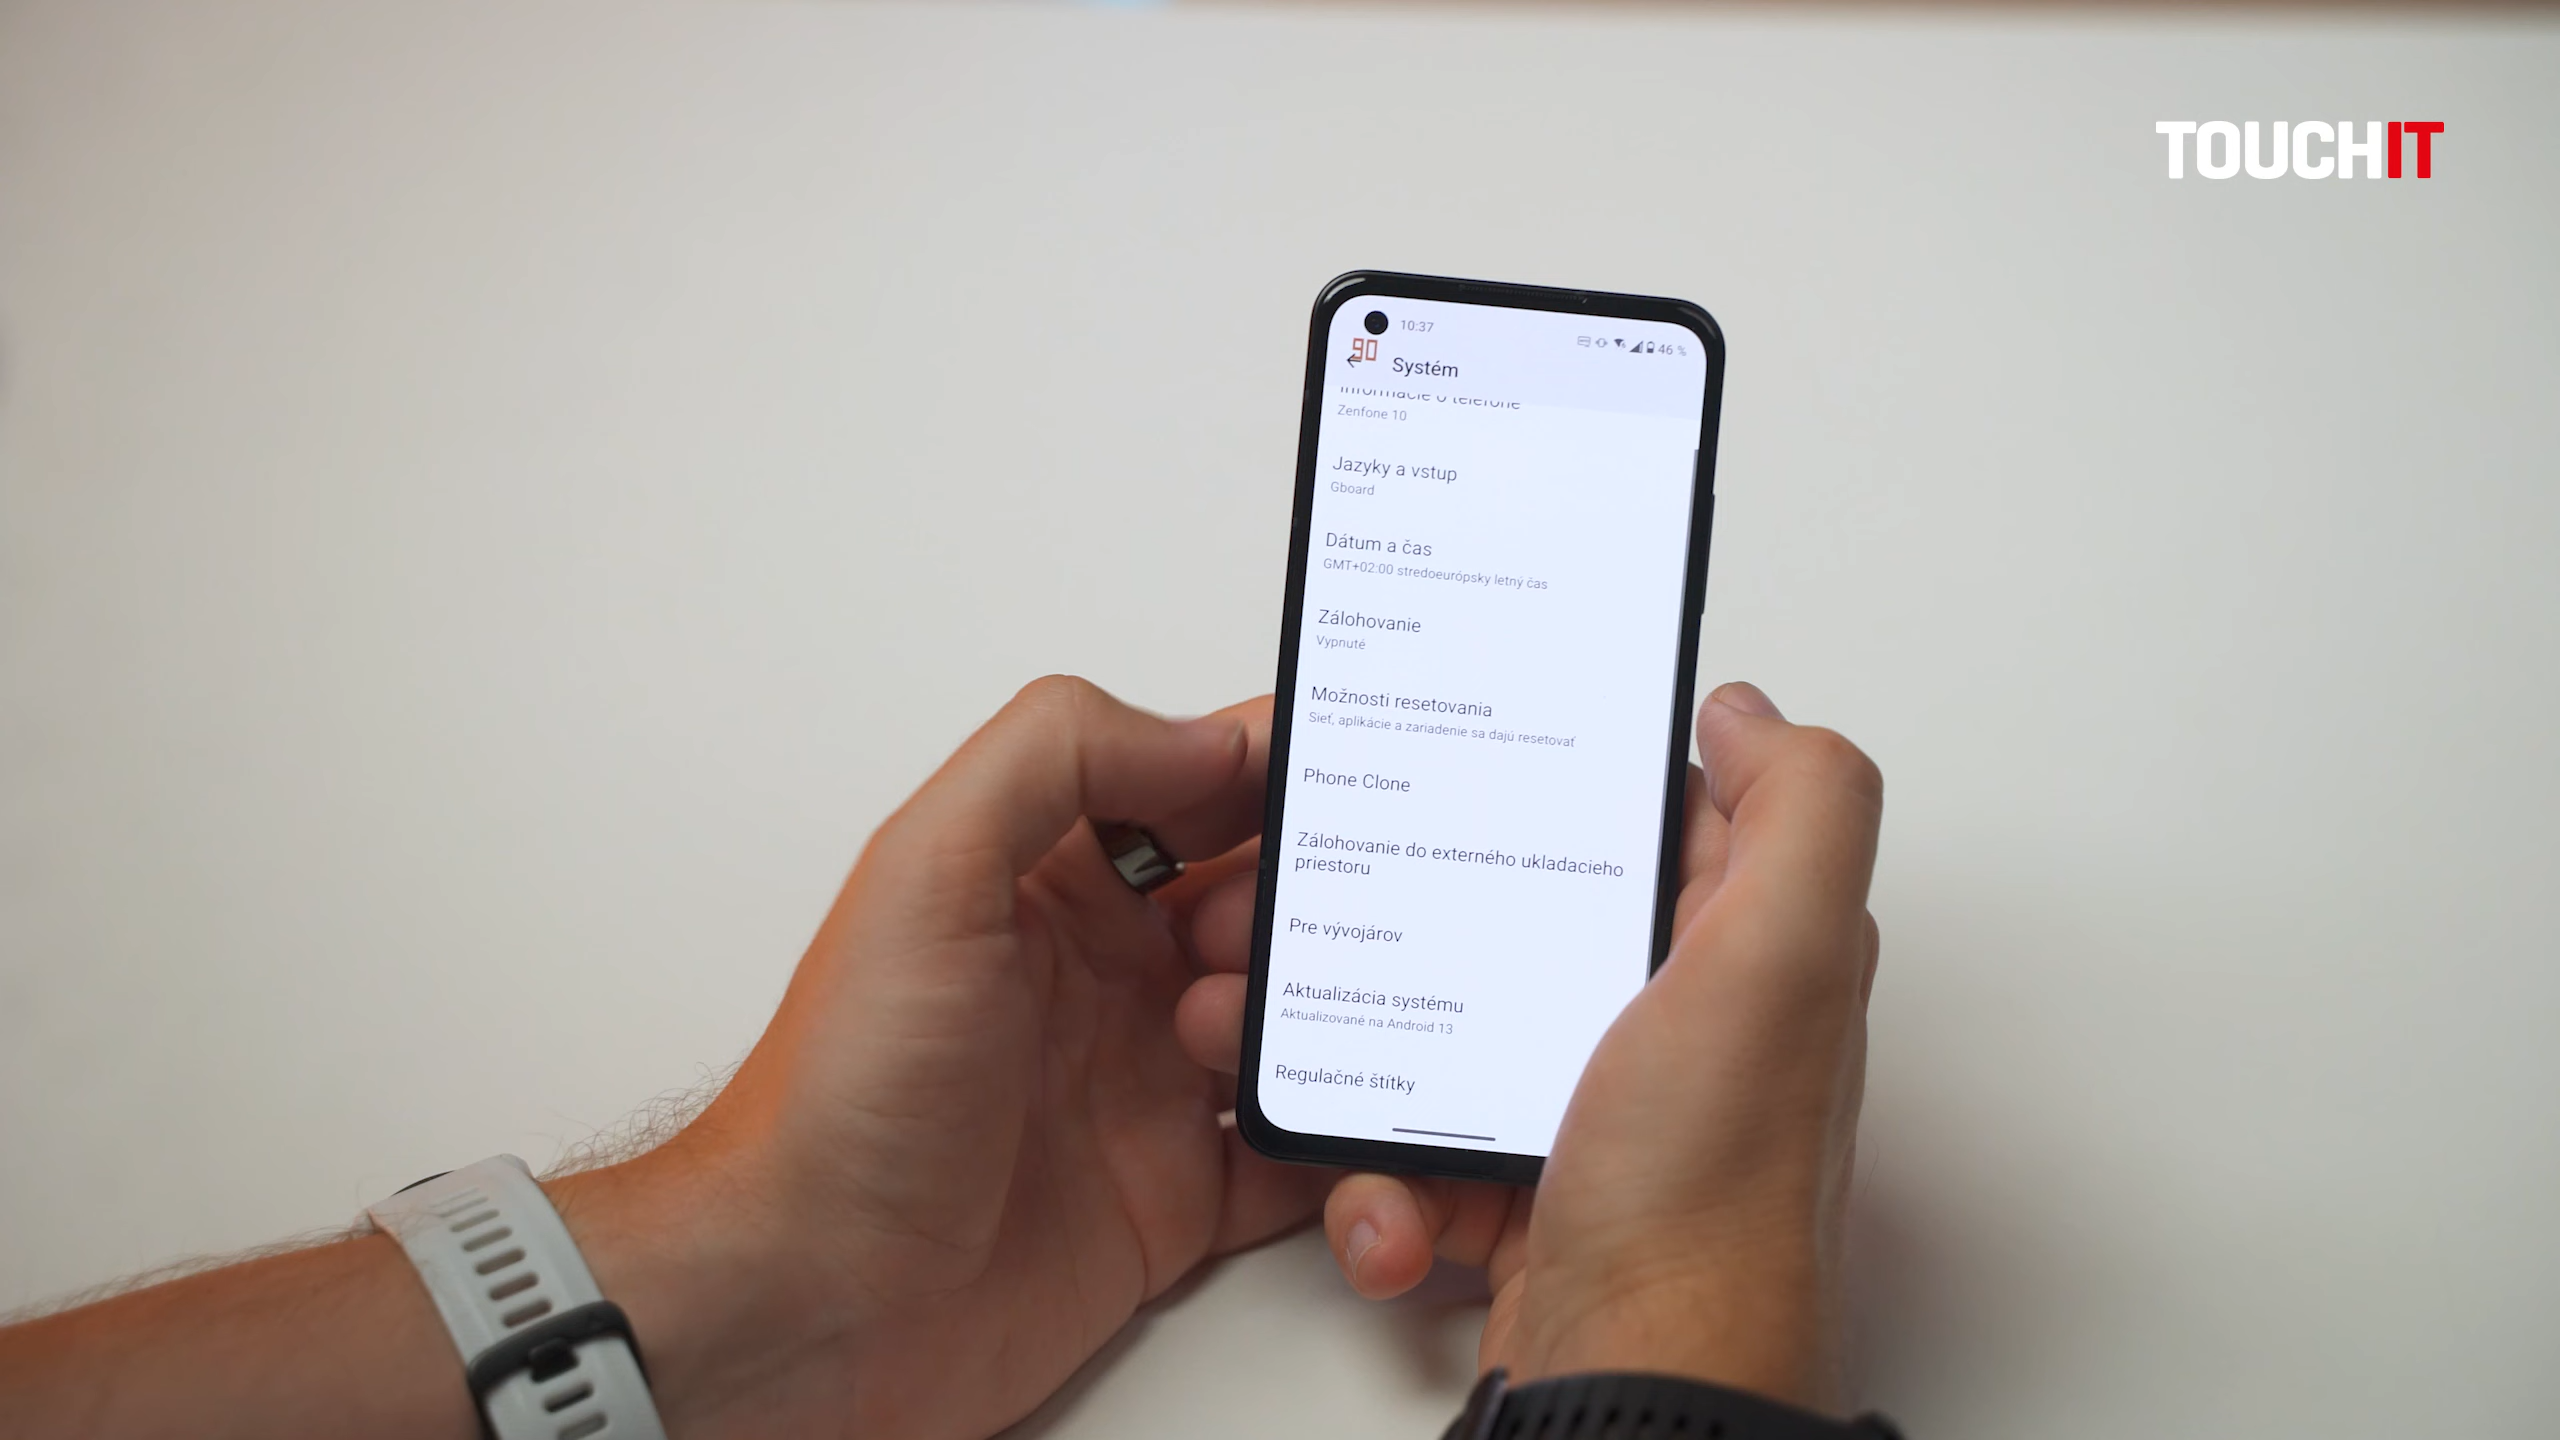 TOUCHIT
10:37
46 %
90
Systém
Informácie o telefóne
Zenfone 10
Jazyky a vstup
Gboard
Dátum a čas
GMT+02:00 stredoeurópsky letný čas
Zálohovanie
Vypnuté
Možnosti resetovania
Sieť, aplikácie a zariadenie sa dajú resetovať
Phone Clone
Zálohovanie do externého ukladacieho
priestoru
Pre vývojárov
Aktualizácia systému
Aktualizované na Android 13
Regulačné štítky